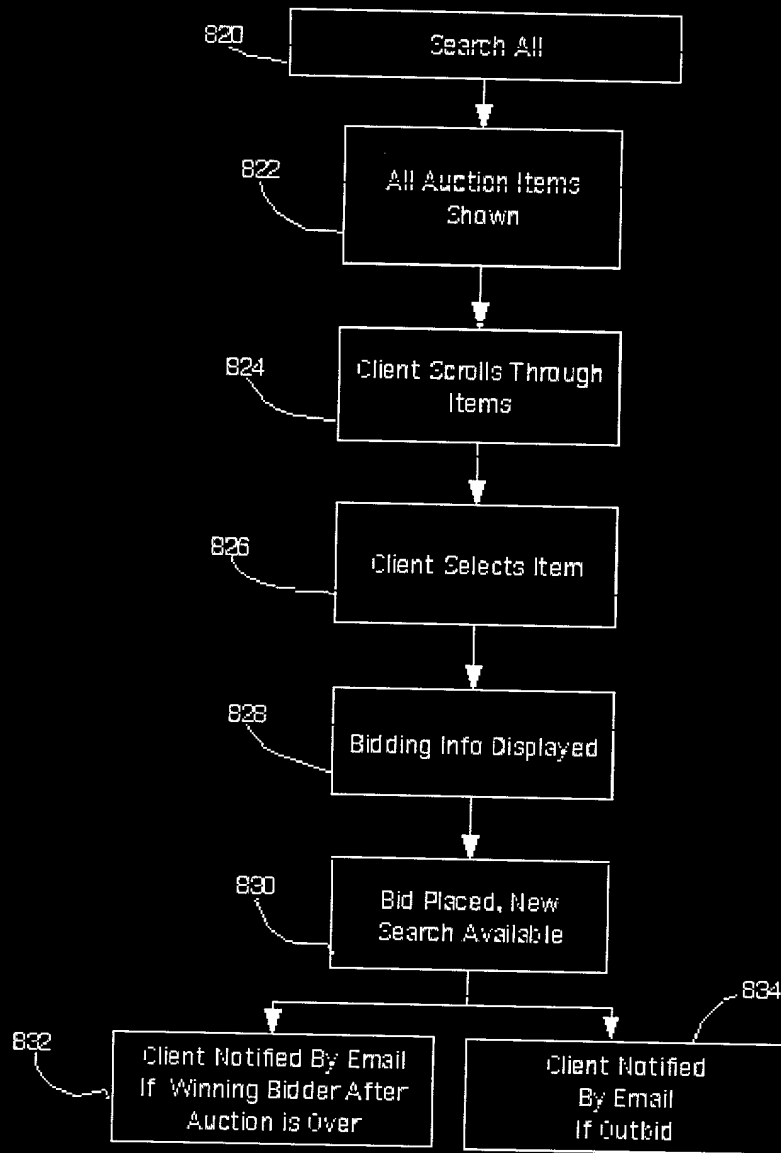 820
Search All
822
All Auction Items
Shown
824
Client Scrolls Through
Items
826
Client Selects Item
828
Bidding Info Displayed
830
Bid Placed, New
Search Available
832
Client Notified By Email
If Winning Bidder After
Auction is Over
834
Client Notified
By Email
If Outbid